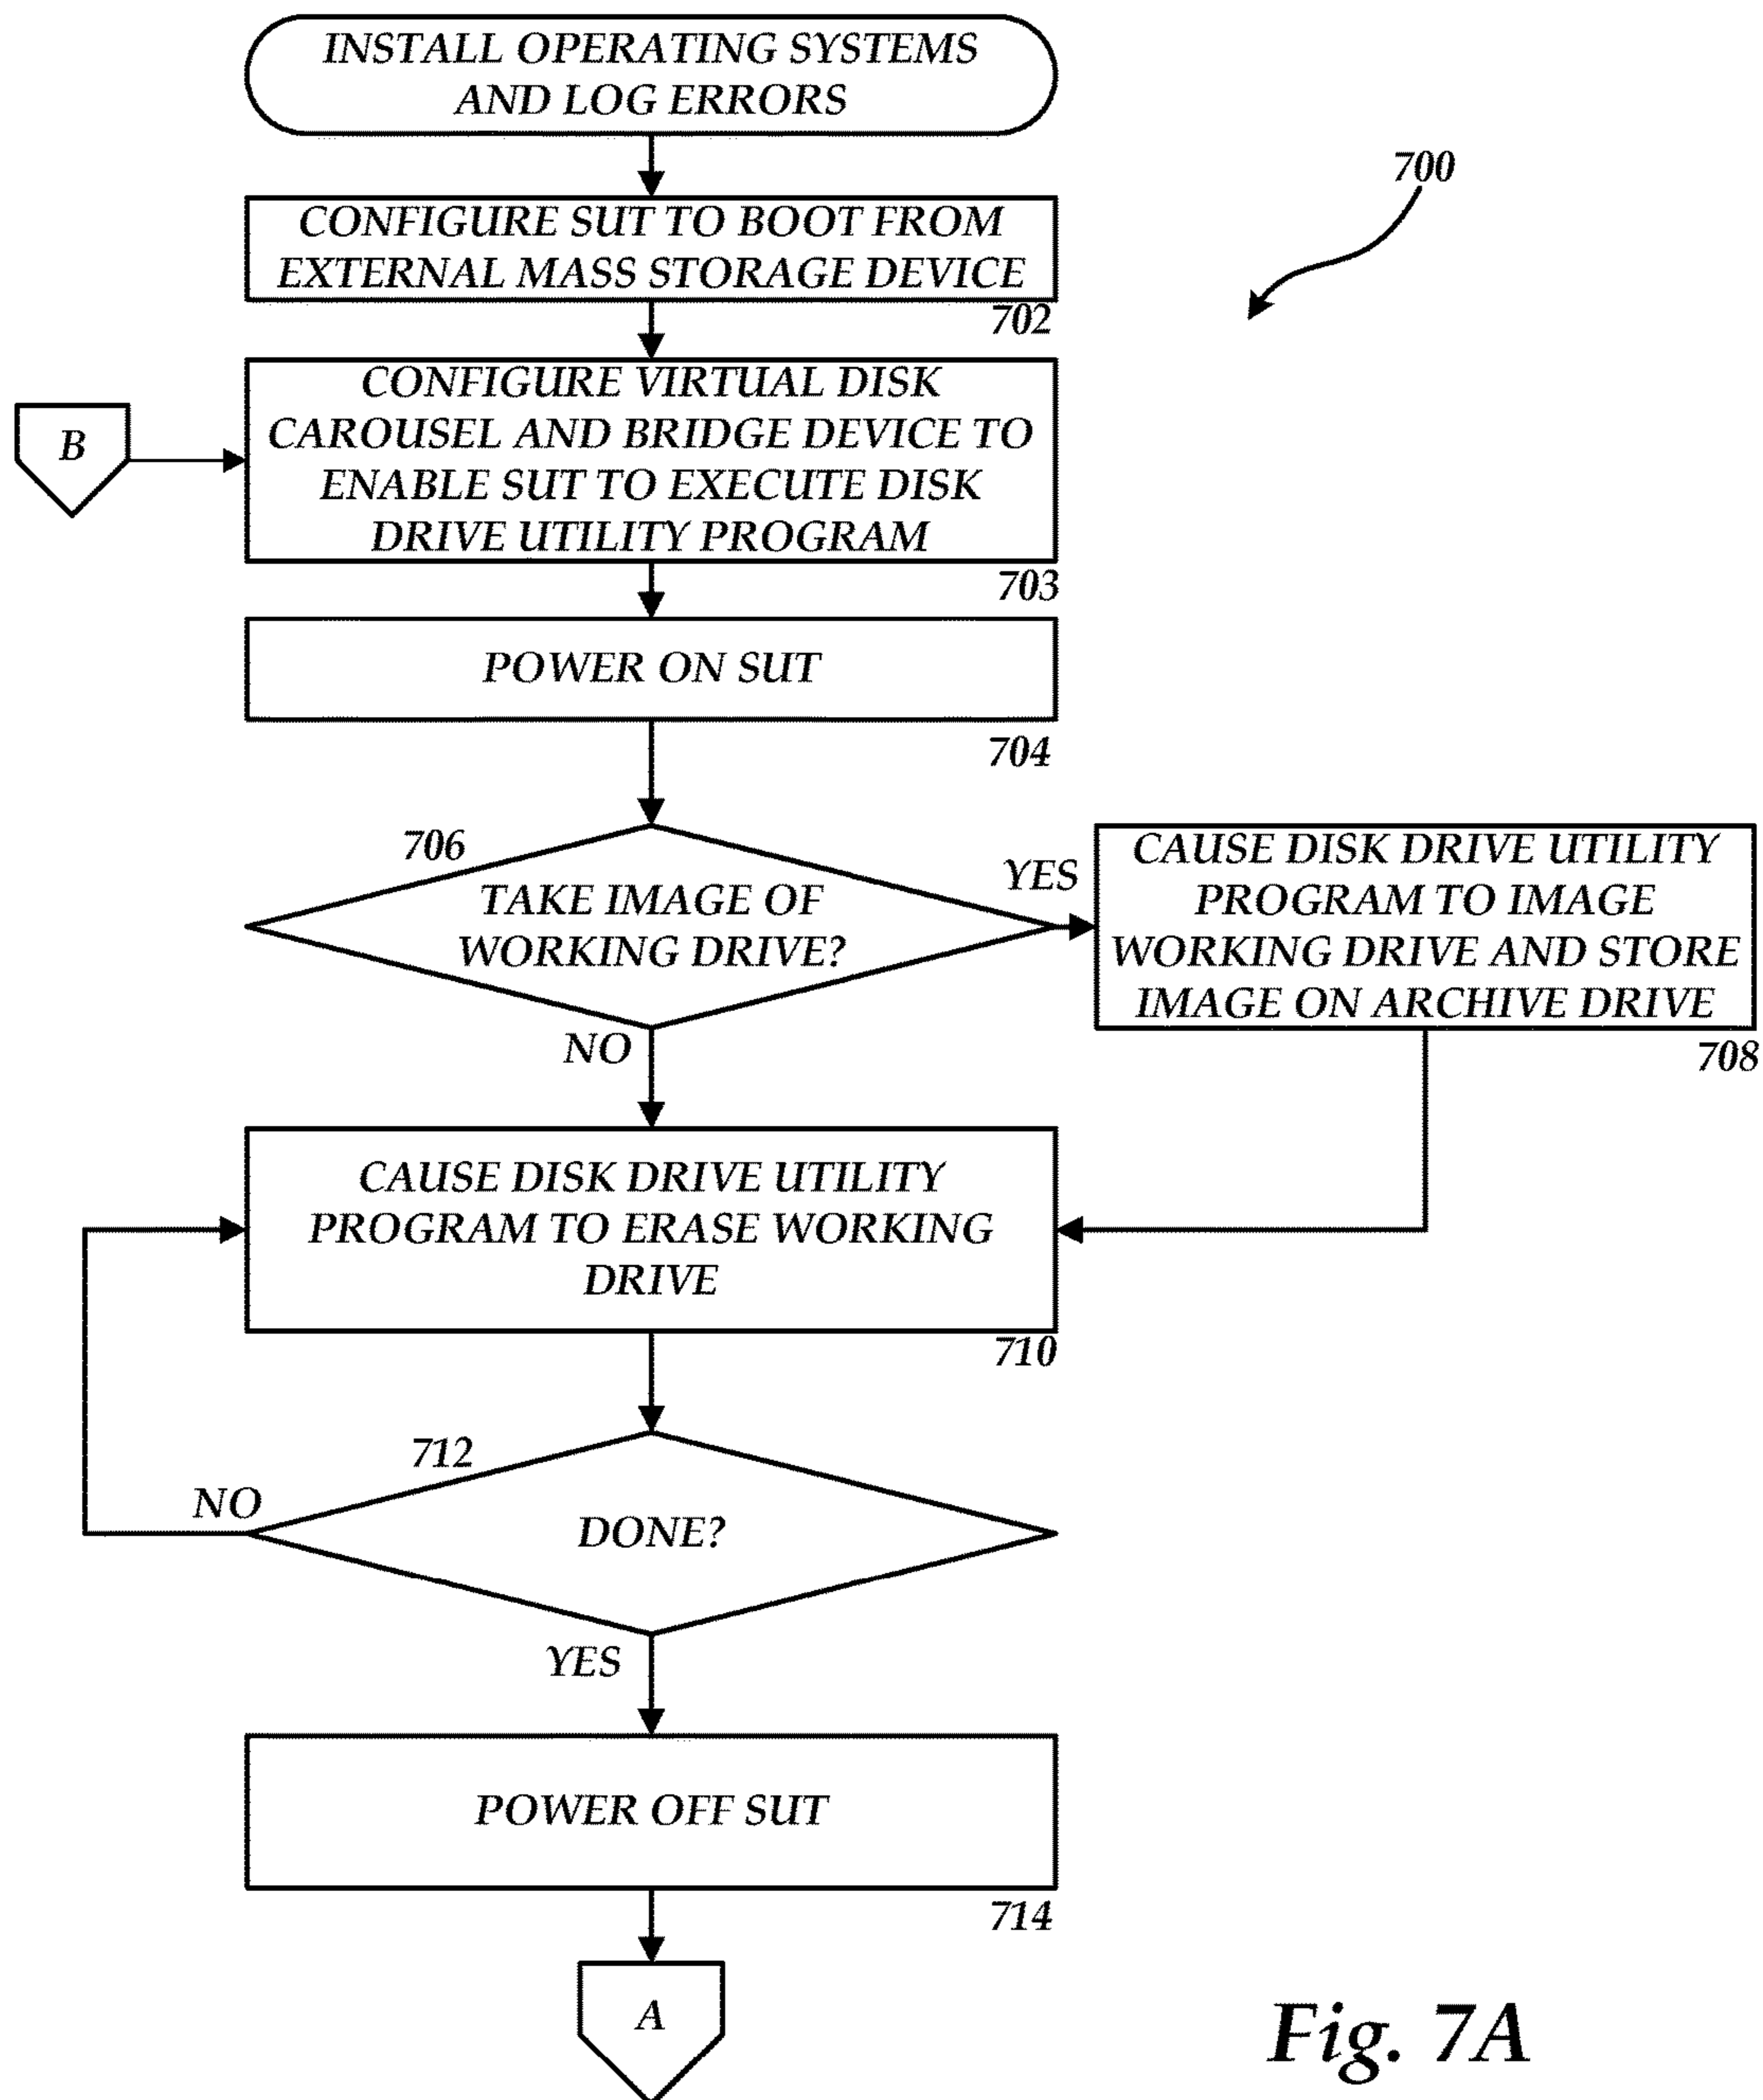 INSTALL OPERATING SYSTEMS
AND LOG ERRORS
700
CONFIGURE SUT TO BOOT FROM
EXTERNAL MASS STORAGE DEVICE
702
CONFIGURE VIRTUAL DISK
CAROUSEL AND BRIDGE DEVICE TO
ENABLE SUT TO EXECUTE DISK
DRIVE UTILITY PROGRAM
B
703
POWER ON SUT
704
706
TAKE IMAGE OF
WORKING DRIVE?
YES
CAUSE DISK DRIVE UTILITY
PROGRAM TO IMAGE
WORKING DRIVE AND STORE
IMAGE ON ARCHIVE DRIVE
708
NO
CAUSE DISK DRIVE UTILITY
PROGRAM TO ERASE WORKING
DRIVE
710
712
NO
DONE?
YES
POWER OFF SUT
714
A
Fig. 7A